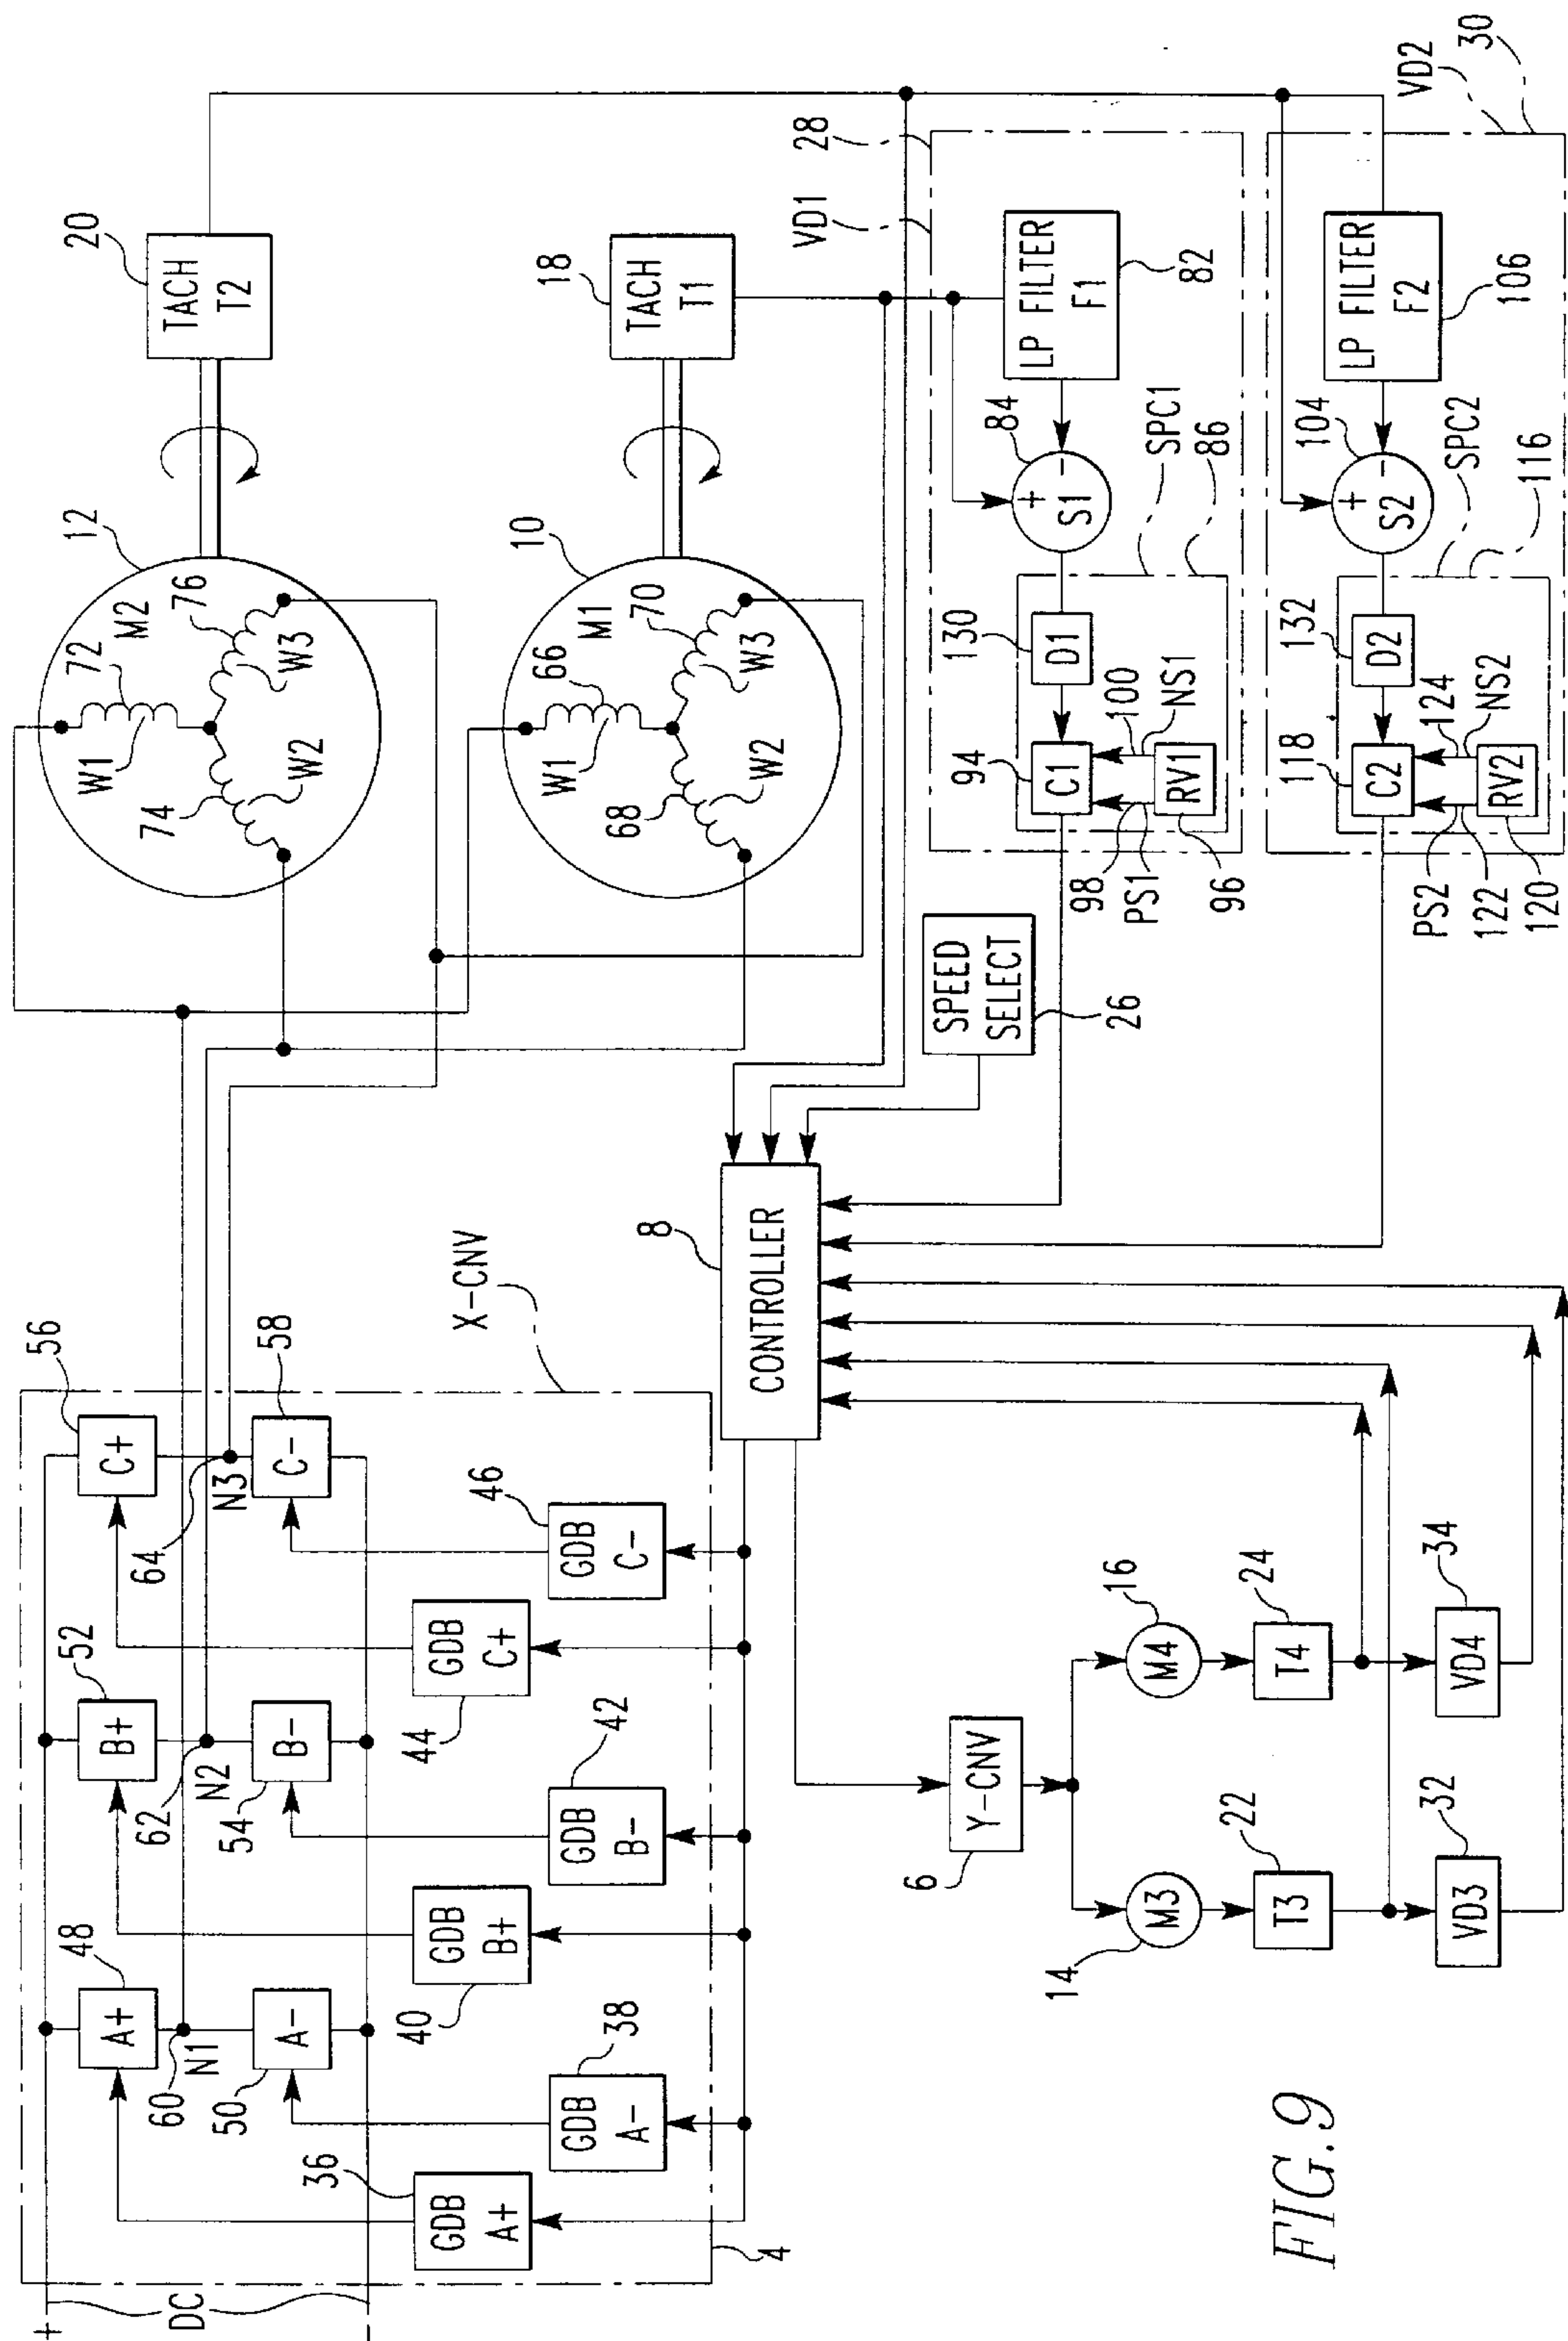 +
DC
-
4
X-CNV
48
A+
60
N1
50
A-
52
B+
62
N2
54
B-
56
C+
64
N3
58
C-
36
GDB
A+
38
GDB
A-
40
GDB
B+
42
GDB
B-
44
GDB
C+
46
GDB
C-
12
M2
72
W1
74
W2
76
W3
20
TACH
T2
10
M1
66
W1
68
W2
70
W3
18
TACH
T1
8
CONTROLLER
SPEED
SELECT
26
VD1
28
LP FILTER
F1
82
84
+
-
S1
SPC1
86
130
D1
94
C1
100
NS1
98
PS1
RV1
96
VD2
30
LP FILTER
F2
106
104
+
-
S2
SPC2
116
132
D2
118
C2
124
NS2
PS2
122
RV2
120
6
Y-CNV
14
M3
16
M4
22
T3
24
T4
32
VD3
34
VD4
FIG. 9